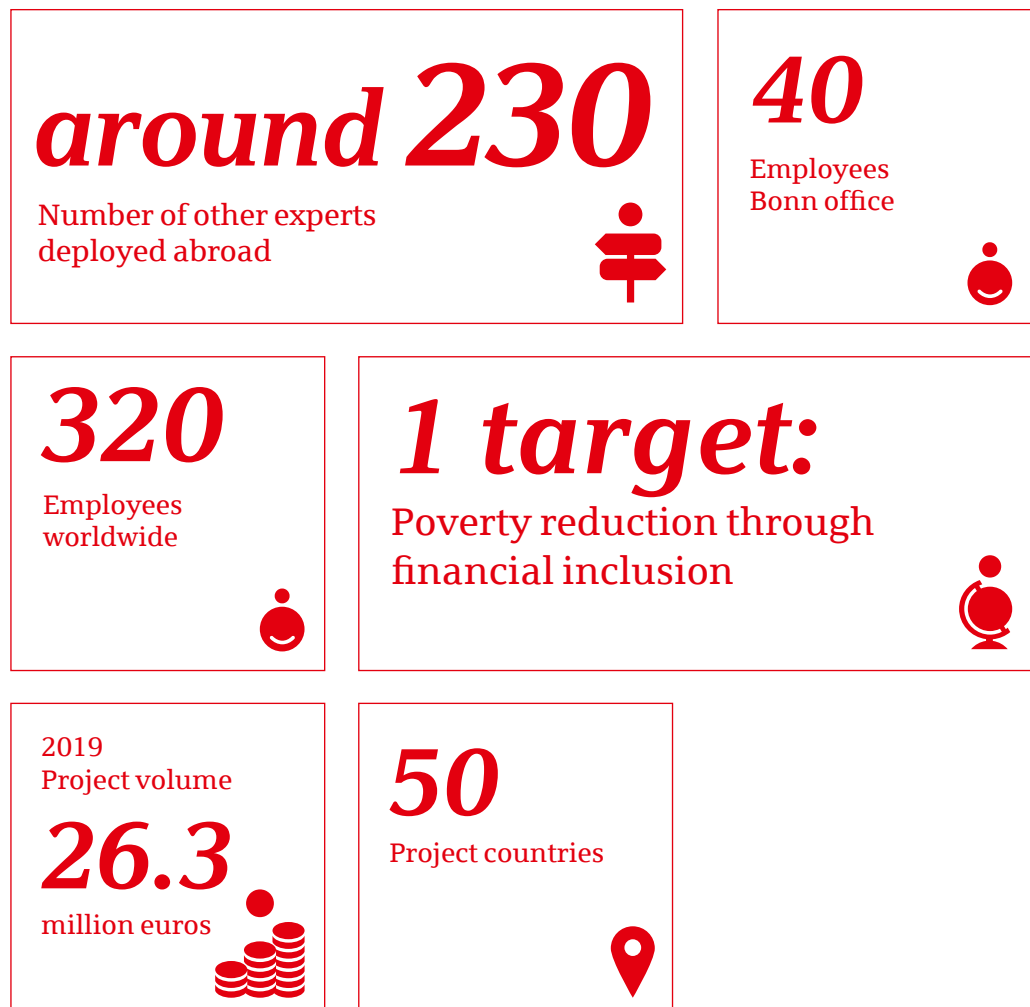 around 230
Number of other experts
deployed abroad
40
Employees
Bonn office
320
Employees
worldwide
1 target:
Poverty reduction through
financial inclusion
2019
Project volume
26.3
million euros
50
Project countries